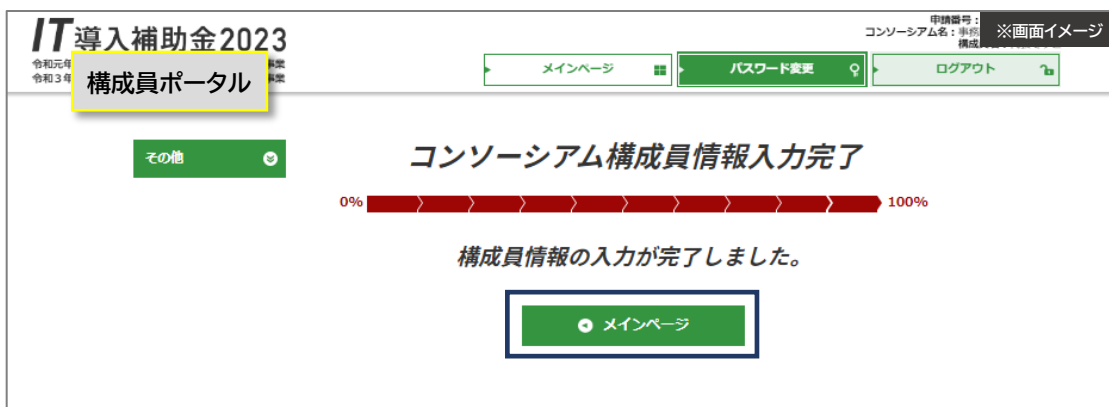 IT導入補助金2023
申請番号：
コンソーシアム名：事務
構成
※画面イメージ
令和元年
業
令和3年
業
構成員ポータル
メインページ
パスワード変更
ログアウト
その他
コンソーシアム構成員情報入力完了
0%
100%
構成員情報の入力が完了しました。
メインページ